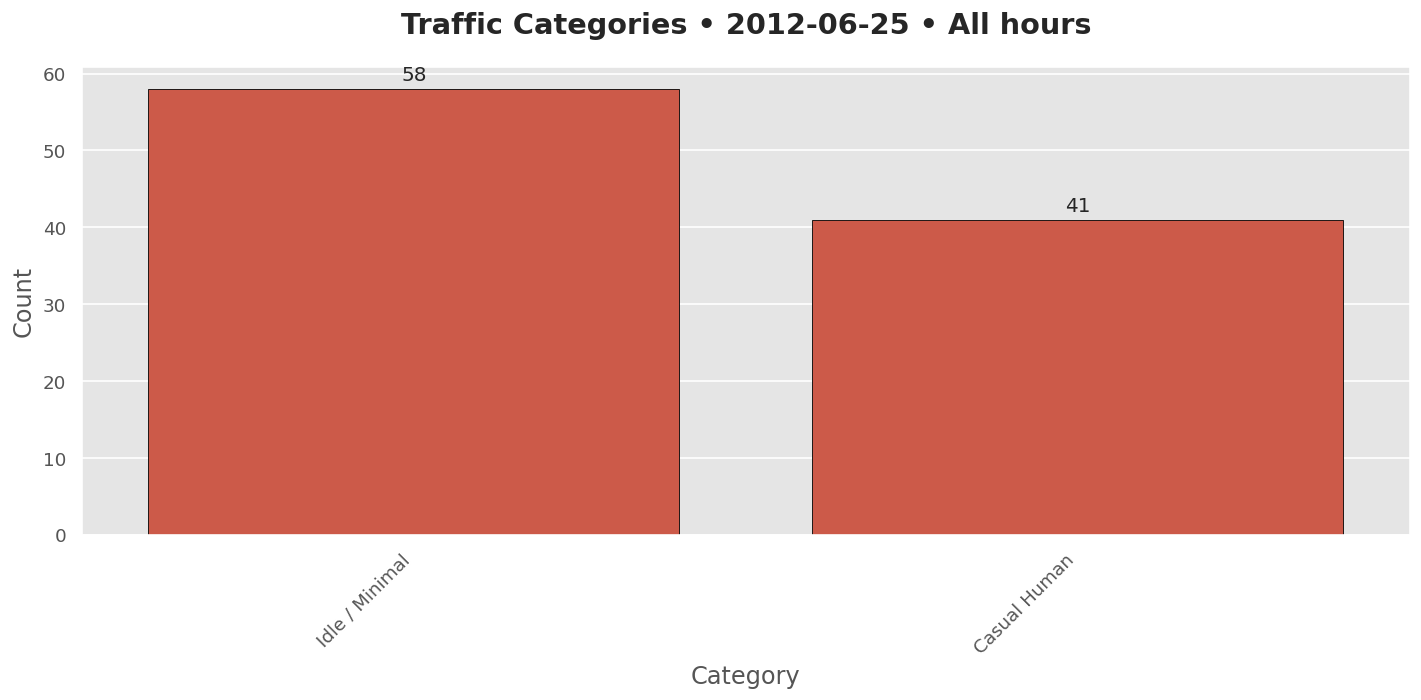 Traffic Categories • 2012-06-25 • All hours
60
50
40
30
20
10
0
Count
58
41
Idle / Minimal
Casual Human
Category